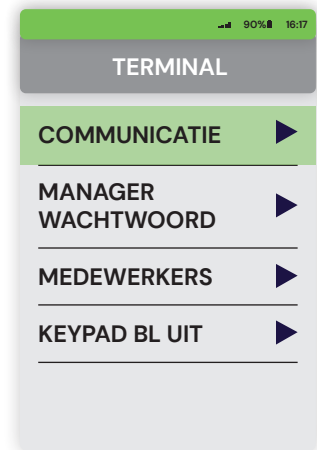 90% 16:17
TERMINAL
COMMUNICATIE
MANAGER
WACHTWOORD
MEDEWERKERS
KEYPAD BL UIT